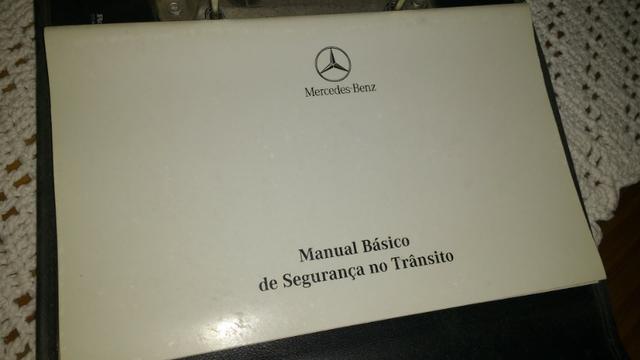 Mercedes-Benz
Manual Básico
de Segurança no Trânsito